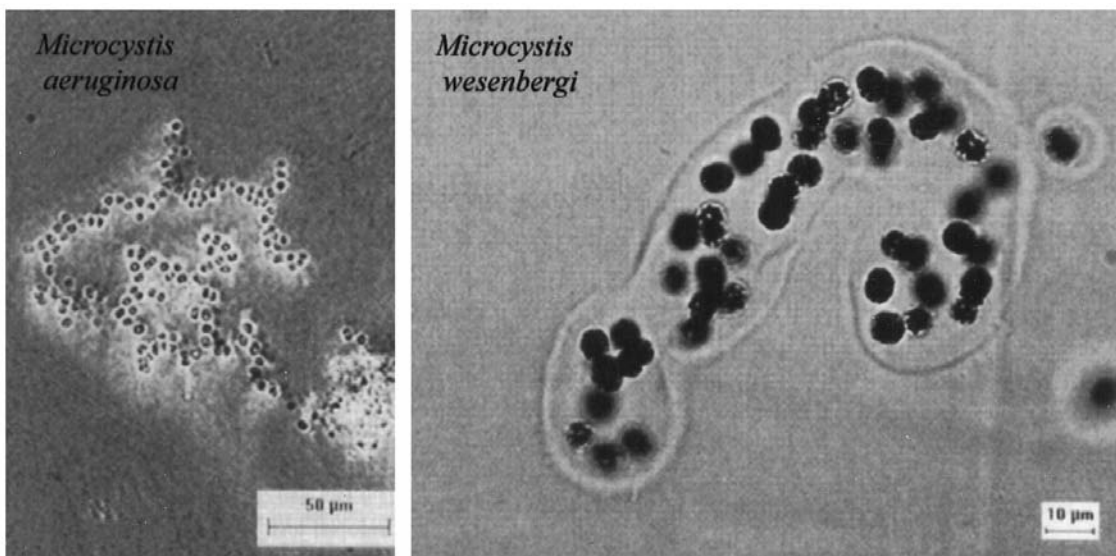 Microcystis
aeruginosa
50 µm
Microcystis
wesenbergi
10 µm